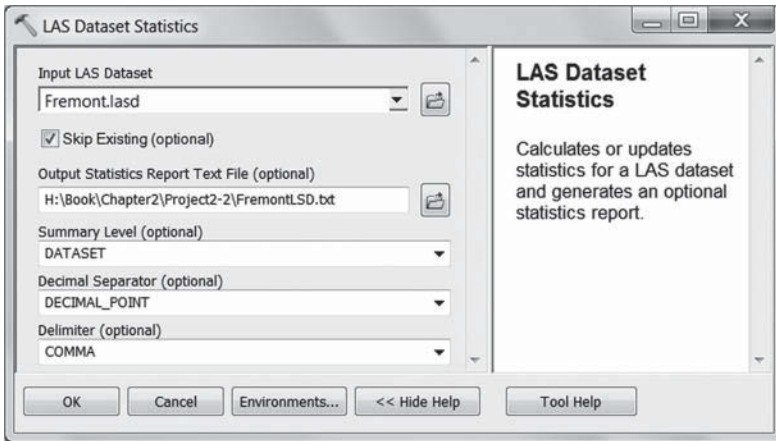 LAS Dataset Statistics
Input LAS Dataset
Fremont.lasd
Skip Existing (optional)
Output Statistics Report Text File (optional)
H:\Book\Chapter2\Project2-2\FremontLSD.txt
Summary Level (optional)
DATASET
Decimal Separator (optional)
DECIMAL_POINT
Delimiter (optional)
COMMA
LAS Dataset
Statistics
Calculates or updates
statistics for a LAS dataset
and generates an optional
statistics report.
OK
Cancel
Environments...
<< Hide Help
Tool Help